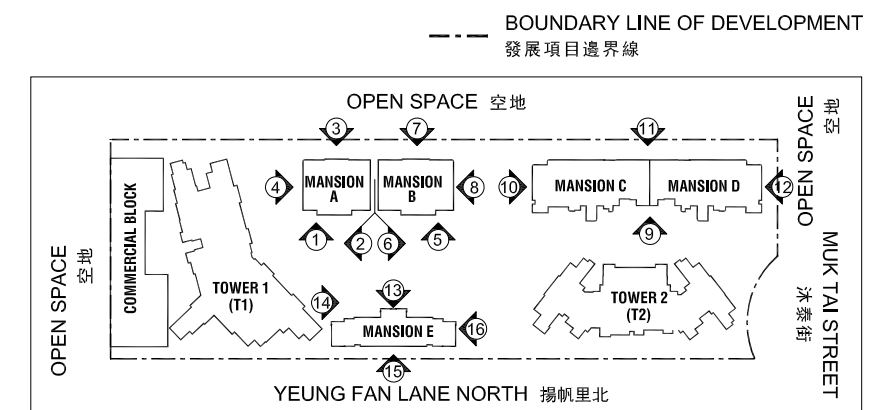 BOUNDARY LINE OF DEVELOPMENT
發展項目邊界線
OPEN SPACE 空地
3
7
11
OPEN SPACE 空地
COMMERCIAL BLOCK
4
MANSION A
MANSION B
8
10
MANSION C
MANSION D
12
OPEN SPACE 空地
1
2
6
5
9
TOWER 1
(T1)
14
13
MANSION E
16
TOWER 2
(T2)
MUK TAI STREET 沐泰街
15
YEUNG FAN LANE NORTH 揚帆里北